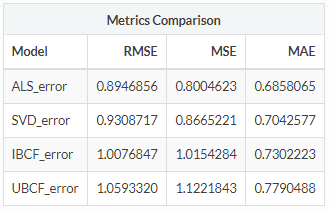 Metrics Comparison
Model RMSE MSE MAE
ALS_error 0.8946856 0.8004623 0.6858065
SVD_error 0.9308717 0.8665221 0.7042577
IBCF_error 1.0076847 1.0154284 0.7302223
UBCF_error 1.0593320 1.1221843 0.7790488